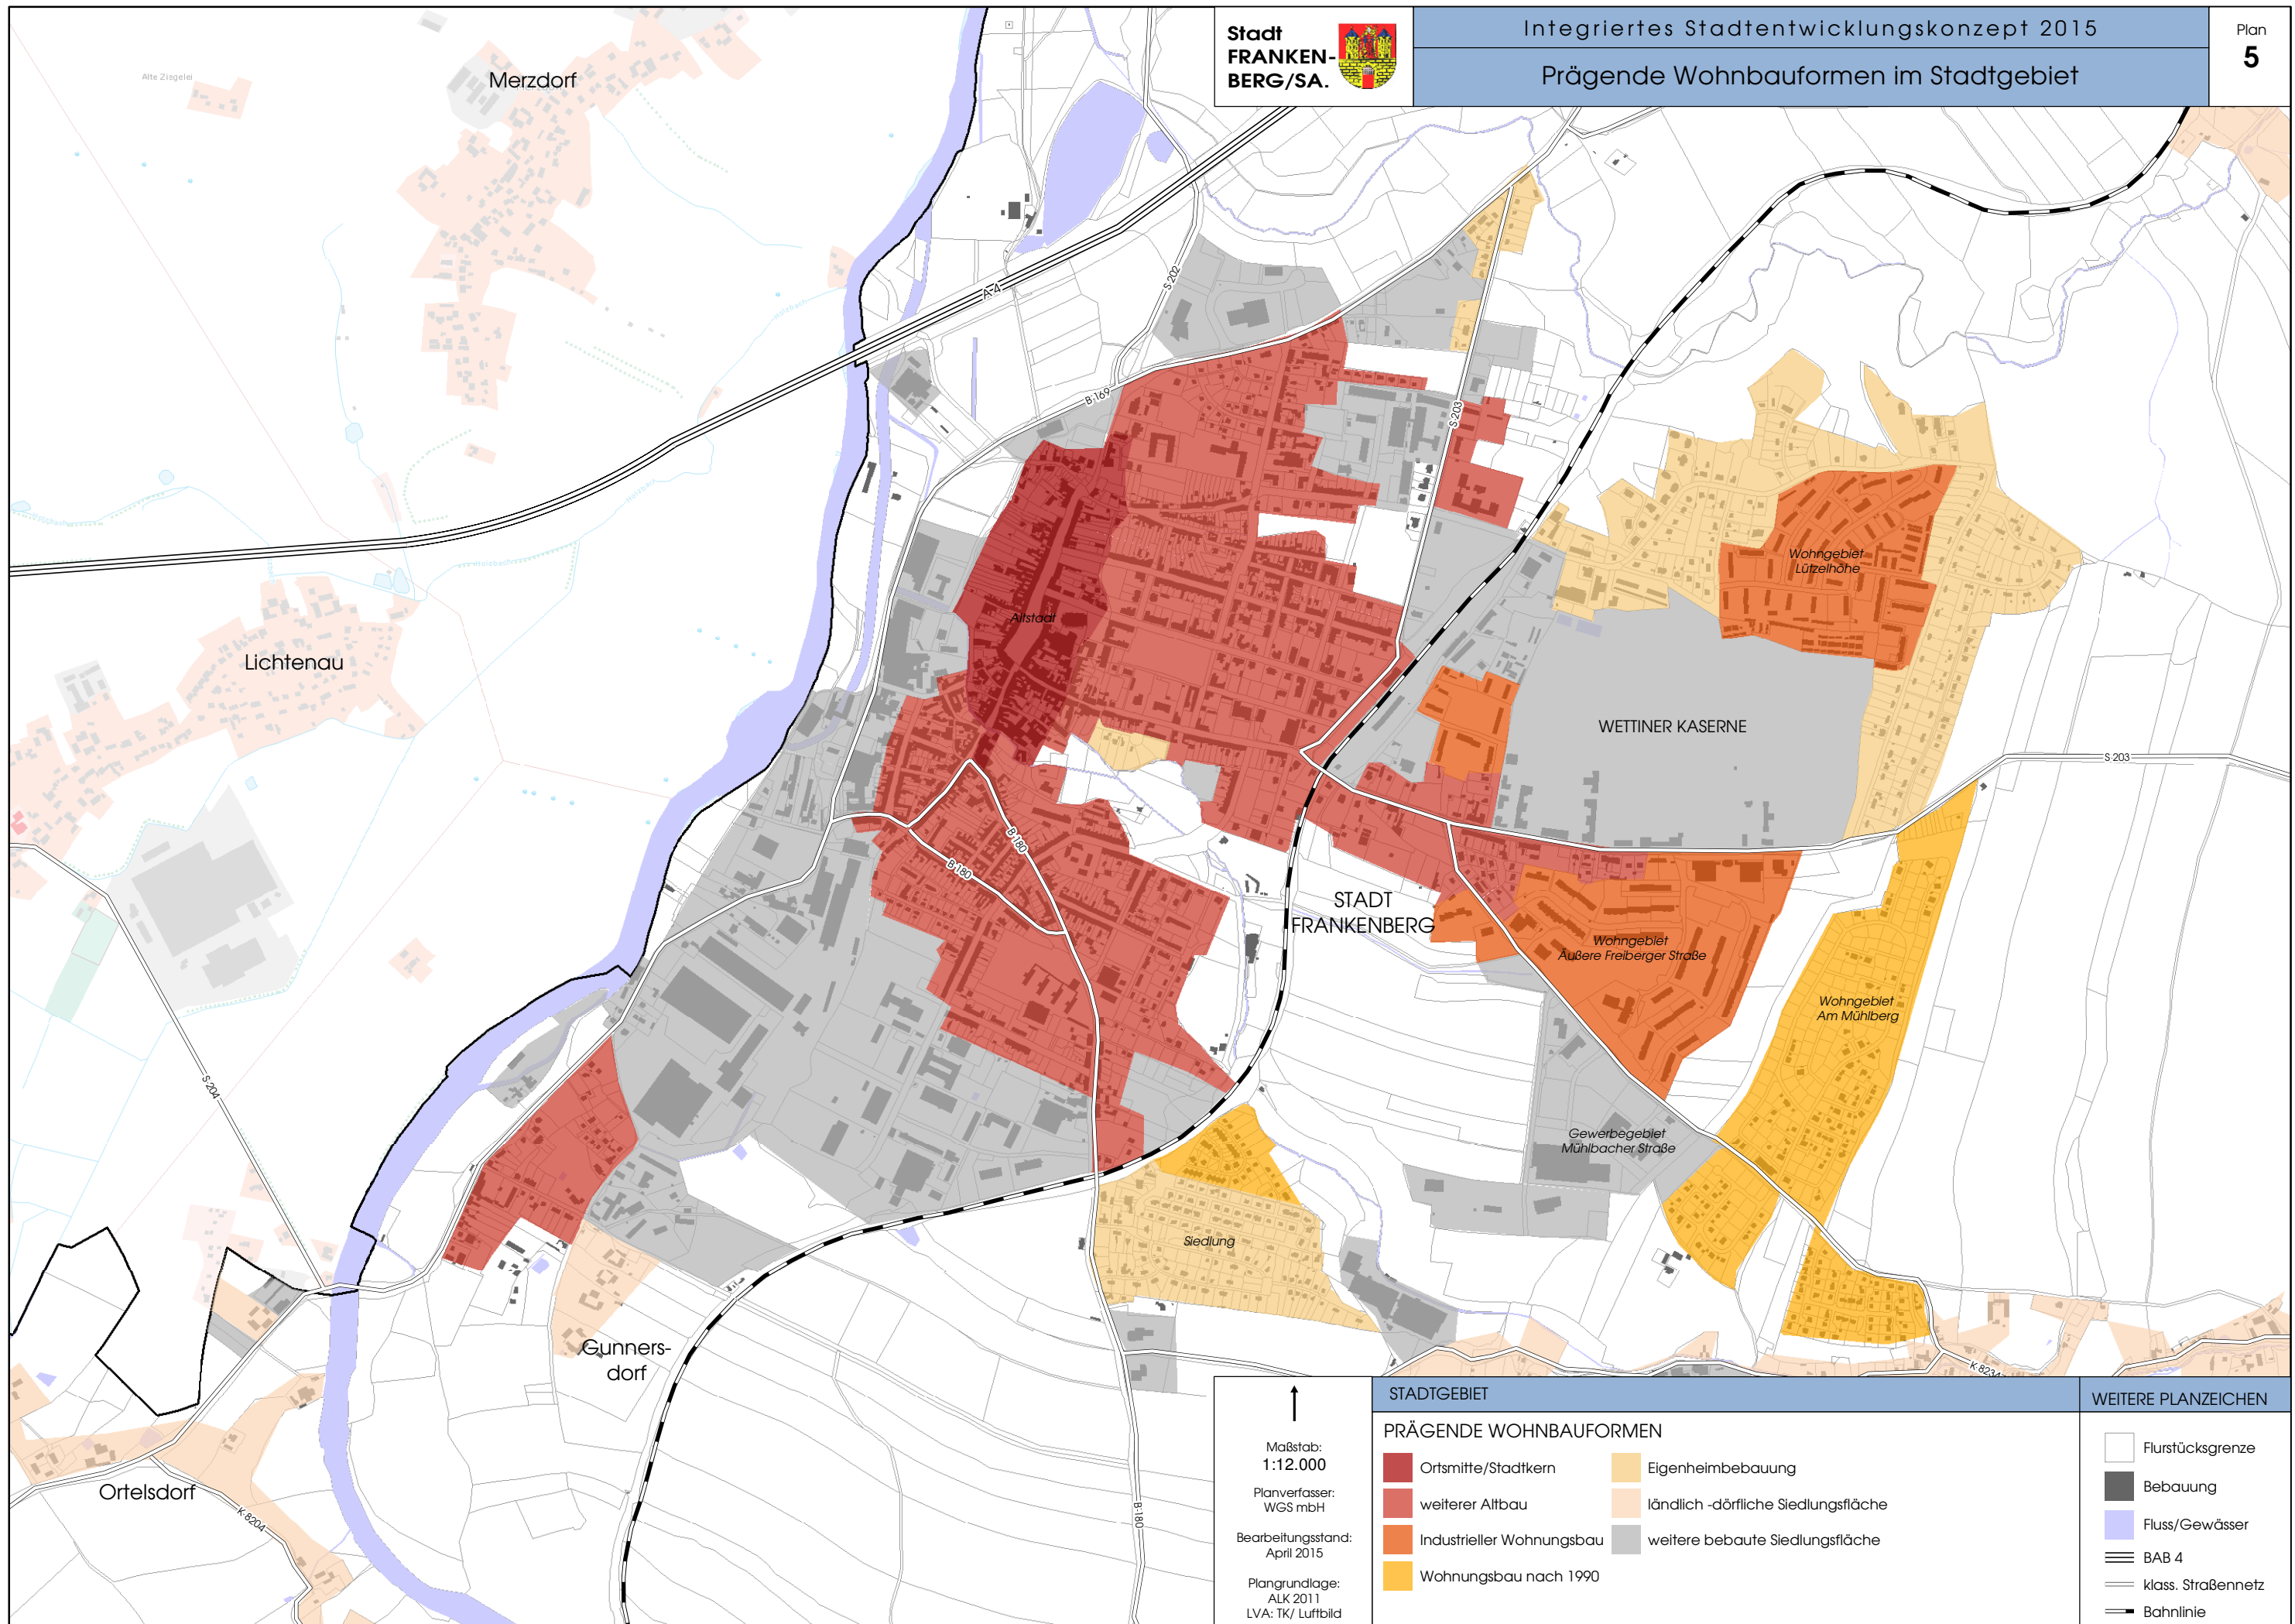 Stadt
FRANKEN-
BERG/SA.
Integriertes Stadtentwicklungskonzept 2015
Prägende Wohnbauformen im Stadtgebiet
Plan
5
Alte Ziegelei
Merzdorf
A 4
S 202
B 169
S 203
Wohngebiet
Lützelhöhe
Altstadt
Lichtenau
WETTINER KASERNE
S 203
B 180
B 180
STADT
FRANKENBERG
Wohngebiet
Äußere Freiberger Straße
Wohngebiet
Am Mühlberg
S 204
Gewerbegebiet
Mühlbacher Straße
Siedlung
Gunners-
dorf
K 8234
Ortelsdorf
K 8204
B 180
Maßstab:
1:12.000
Planverfasser:
WGS mbH
Bearbeitungsstand:
April 2015
Plangrundlage:
ALK 2011
LVA: TK/ Luftbild
STADTGEBIET
PRÄGENDE WOHNBAUFORMEN
Ortsmitte/Stadtkern
weiterer Altbau
Industrieller Wohnungsbau
Wohnungsbau nach 1990
Eigenheimbebauung
ländlich -dörfliche Siedlungsfläche
weitere bebaute Siedlungsfläche
WEITERE PLANZEICHEN
Flurstücksgrenze
Bebauung
Fluss/Gewässer
BAB 4
klass. Straßennetz
Bahnlinie